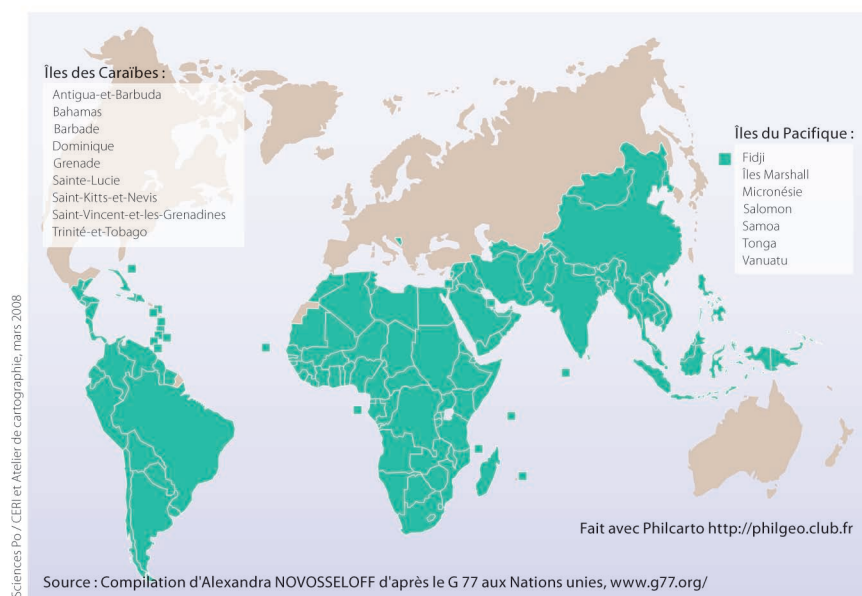 Îles des Caraïbes :
Antigua-et-Barbuda
Bahamas
Barbade
Dominique
Grenade
Sainte-Lucie
Saint-Kitts-et-Nevis
Saint-Vincent-et-les-Grenadines
Trinité-et-Tobago
Îles du Pacifique :
Fidji
Îles Marshall
Micronésie
Salomon
Samoa
Tonga
Vanuatu
Sciences Po / CERI et Atelier de cartographie, mars 2008
Fait avec Philcarto http://philgeo.club.fr
Source : Compilation d'Alexandra NOVOSSELOFF d'après le G 77 aux Nations unies, www.g77.org/